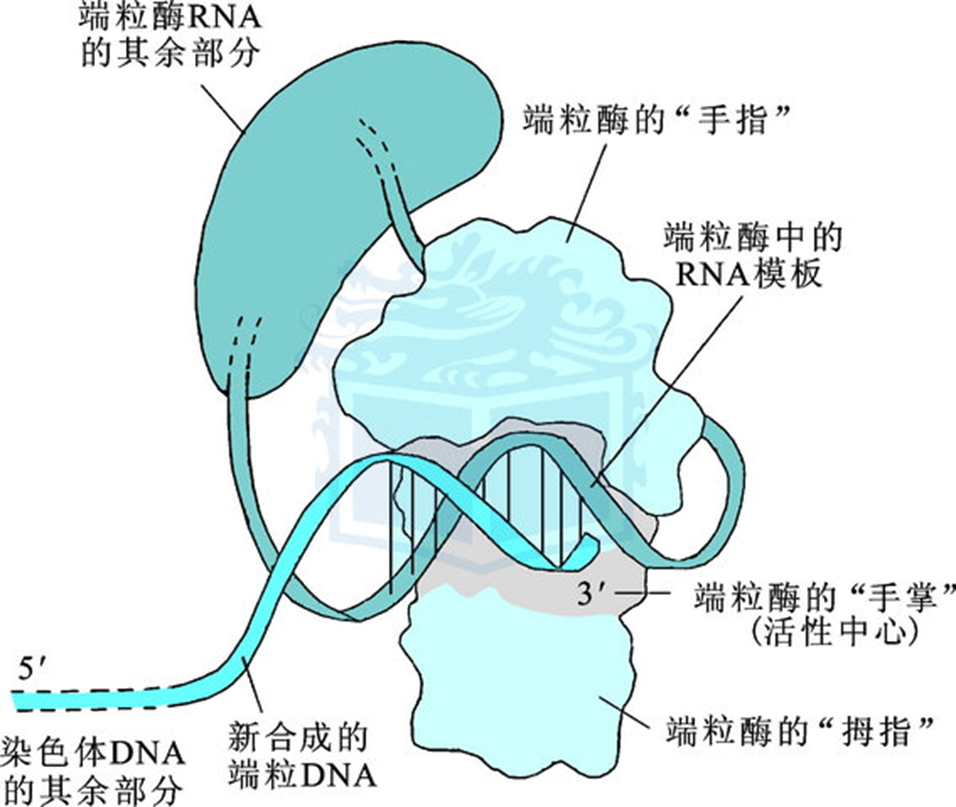 端粒酶RNA
的其余部分
端粒酶的“手指”
端粒酶中的
RNA模板
3′
端粒酶的“手掌”
(活性中心)
5′
端粒酶的“拇指”
染色体DNA
的其余部分
新合成的
端粒DNA